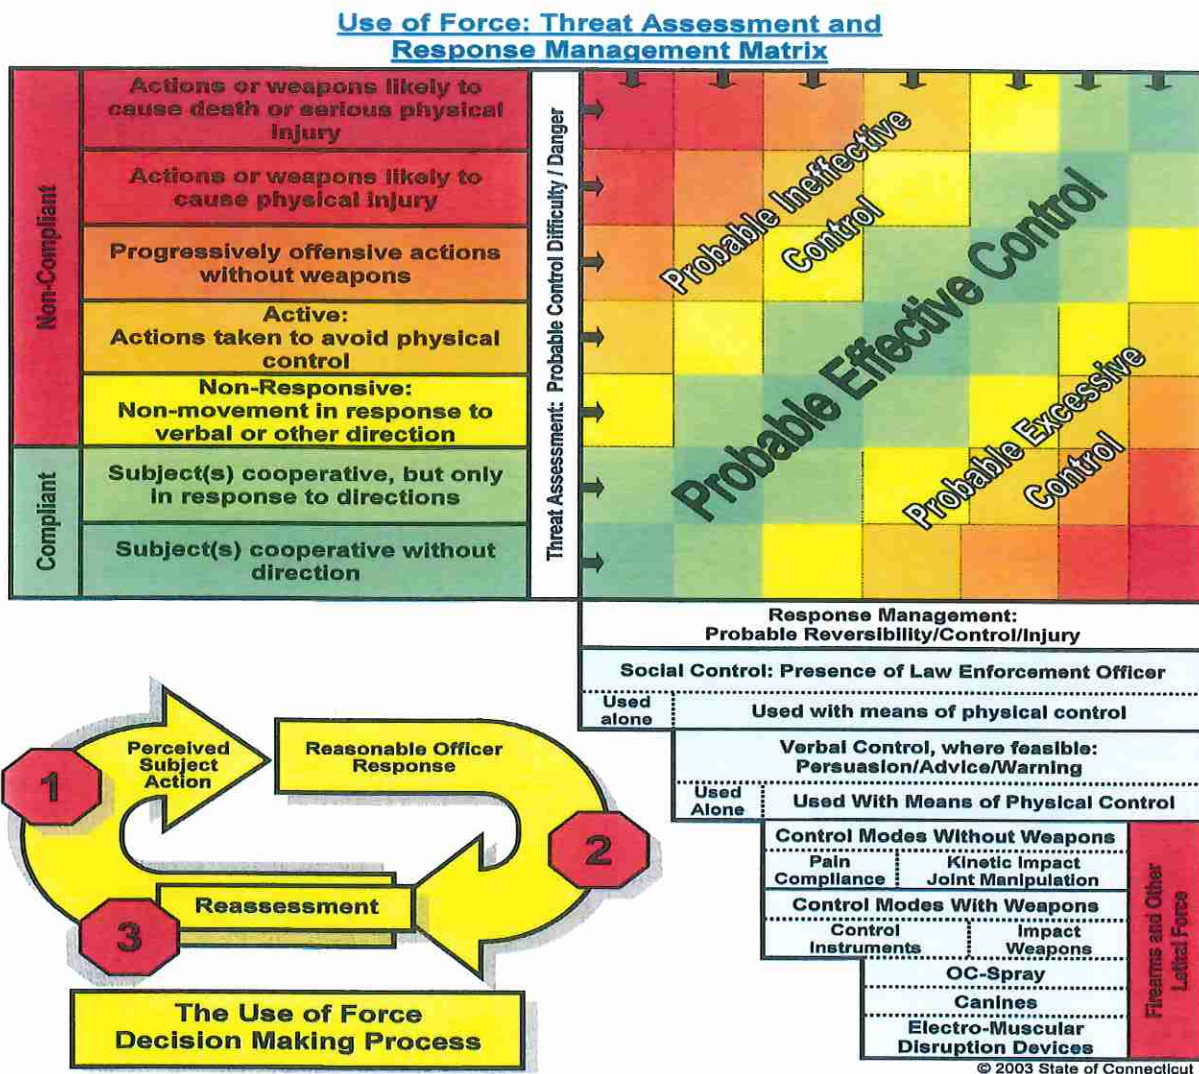 Use of Force: Threat Assessment and
Response Management Matrix
Non-Compliant
Actions or weapons likely to
cause death or serious physical
injury
Actions or weapons likely to
cause physical injury
Progressively offensive actions
without weapons
Active:
Actions taken to avoid physical
control
Non-Responsive:
Non-movement in response to
verbal or other direction
Compliant
Subject(s) cooperative, but only
in response to directions
Subject(s) cooperative without
direction
Threat Assessment: Probable Control Difficulty / Danger
Probable Ineffective
Control
Probable Effective Control
Probable Excessive
Control
Response Management:
Probable Reversibility/Control/Injury
Social Control: Presence of Law Enforcement Officer
Used
alone
Used with means of physical control
Verbal Control, where feasible:
Persuasion/Advice/Warning
Used
Alone
Used With Means of Physical Control
Control Modes Without Weapons
Pain
Compliance
Kinetic Impact
Joint Manipulation
Control Modes With Weapons
Control
Instruments
Impact
Weapons
OC-Spray
Canines
Electro-Muscular
Disruption Devices
Firearms and Other
Lethal Force
1
Perceived
Subject
Action
Reasonable Officer
Response
2
Reassessment
3
The Use of Force
Decision Making Process
© 2003 State of Connecticut